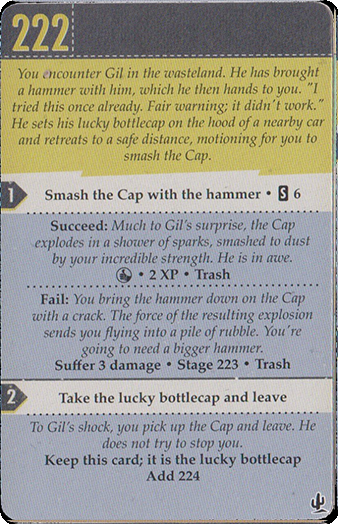 222
You encounter Gil in the wasteland. He has brought
a hammer with him, which he then hands to you. "I
tried this once already. Fair warning; it didn't work."
He sets his lucky bottlecap on the hood of a nearby car
and retreats to a safe distance, motioning for you to
smash the Cap.
1 Smash the Cap with the hammer • S 6
Succeed: Much to Gil's surprise, the Cap
explodes in a shower of sparks, smashed to dust
by your incredible strength. He is in awe.
• 2 XP • Trash
Fail: You bring the hammer down on the Cap
with a crack. The force of the resulting explosion
sends you flying into a pile of rubble. You're
going to need a bigger hammer.
Suffer 3 damage • Stage 223 • Trash
2 Take the lucky bottlecap and leave
To Gil's shock, you pick up the Cap and leave. He
does not try to stop you.
Keep this card; it is the lucky bottlecap
Add 224